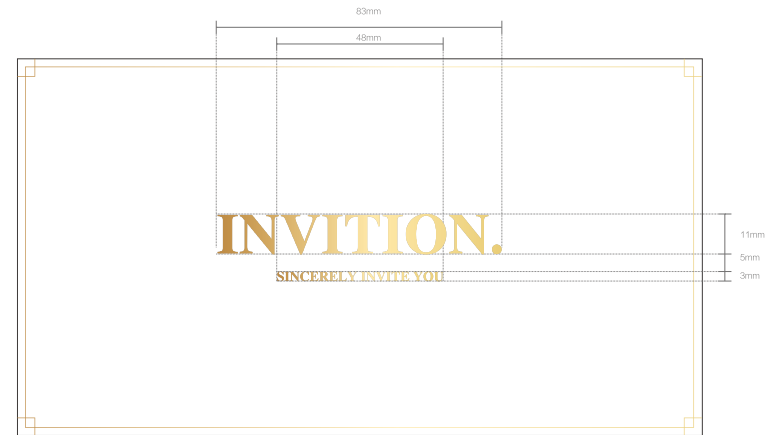 83mm
48mm
INVITION.
11mm
5mm
SINCERELY INVITE YOU
3mm